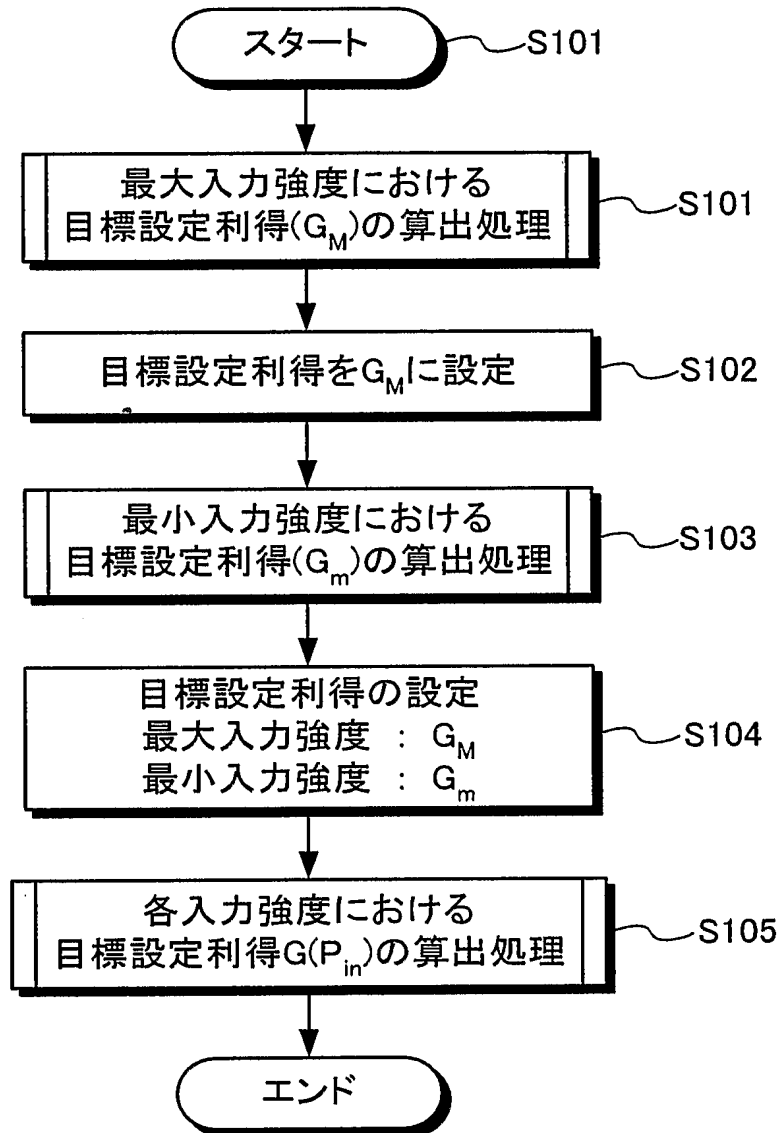 スタート
S101
最大入力強度における
目標設定利得(GM)の算出処理
S101
目標設定利得をGMに設定
S102
最小入力強度における
目標設定利得(Gm)の算出処理
S103
目標設定利得の設定
最大入力強度 : GM
最小入力強度 : Gm
S104
各入力強度における
目標設定利得G(Pin)の算出処理
S105
エンド